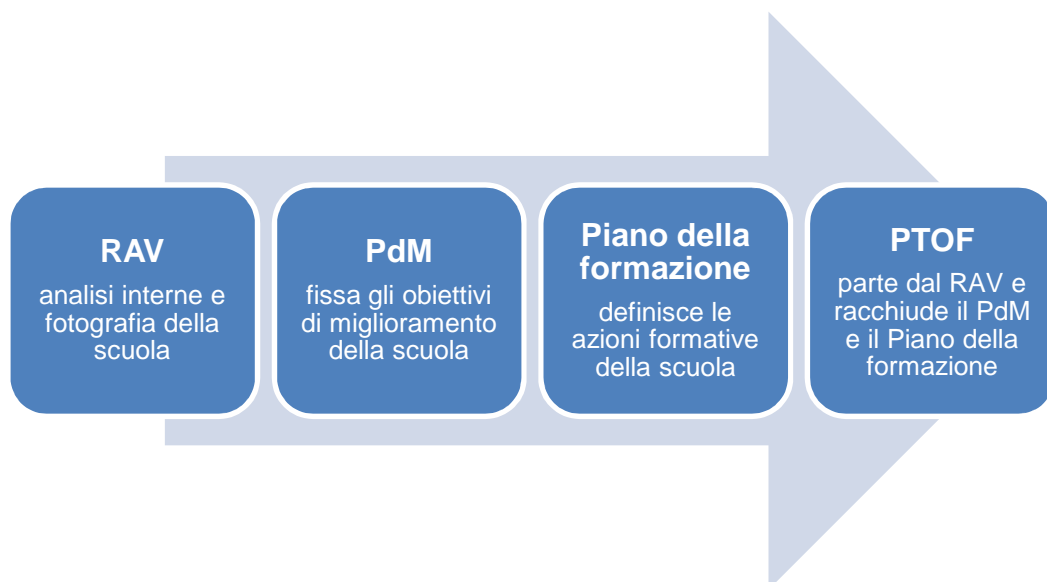 RAV
analisi interne e
fotografia della
scuola
PdM
fissa gli obiettivi
di miglioramento
della scuola
Piano della
formazione
definisce le
azioni formative
della scuola
PTOF
parte dal RAV e
racchiude il PdM
e il Piano della
formazione